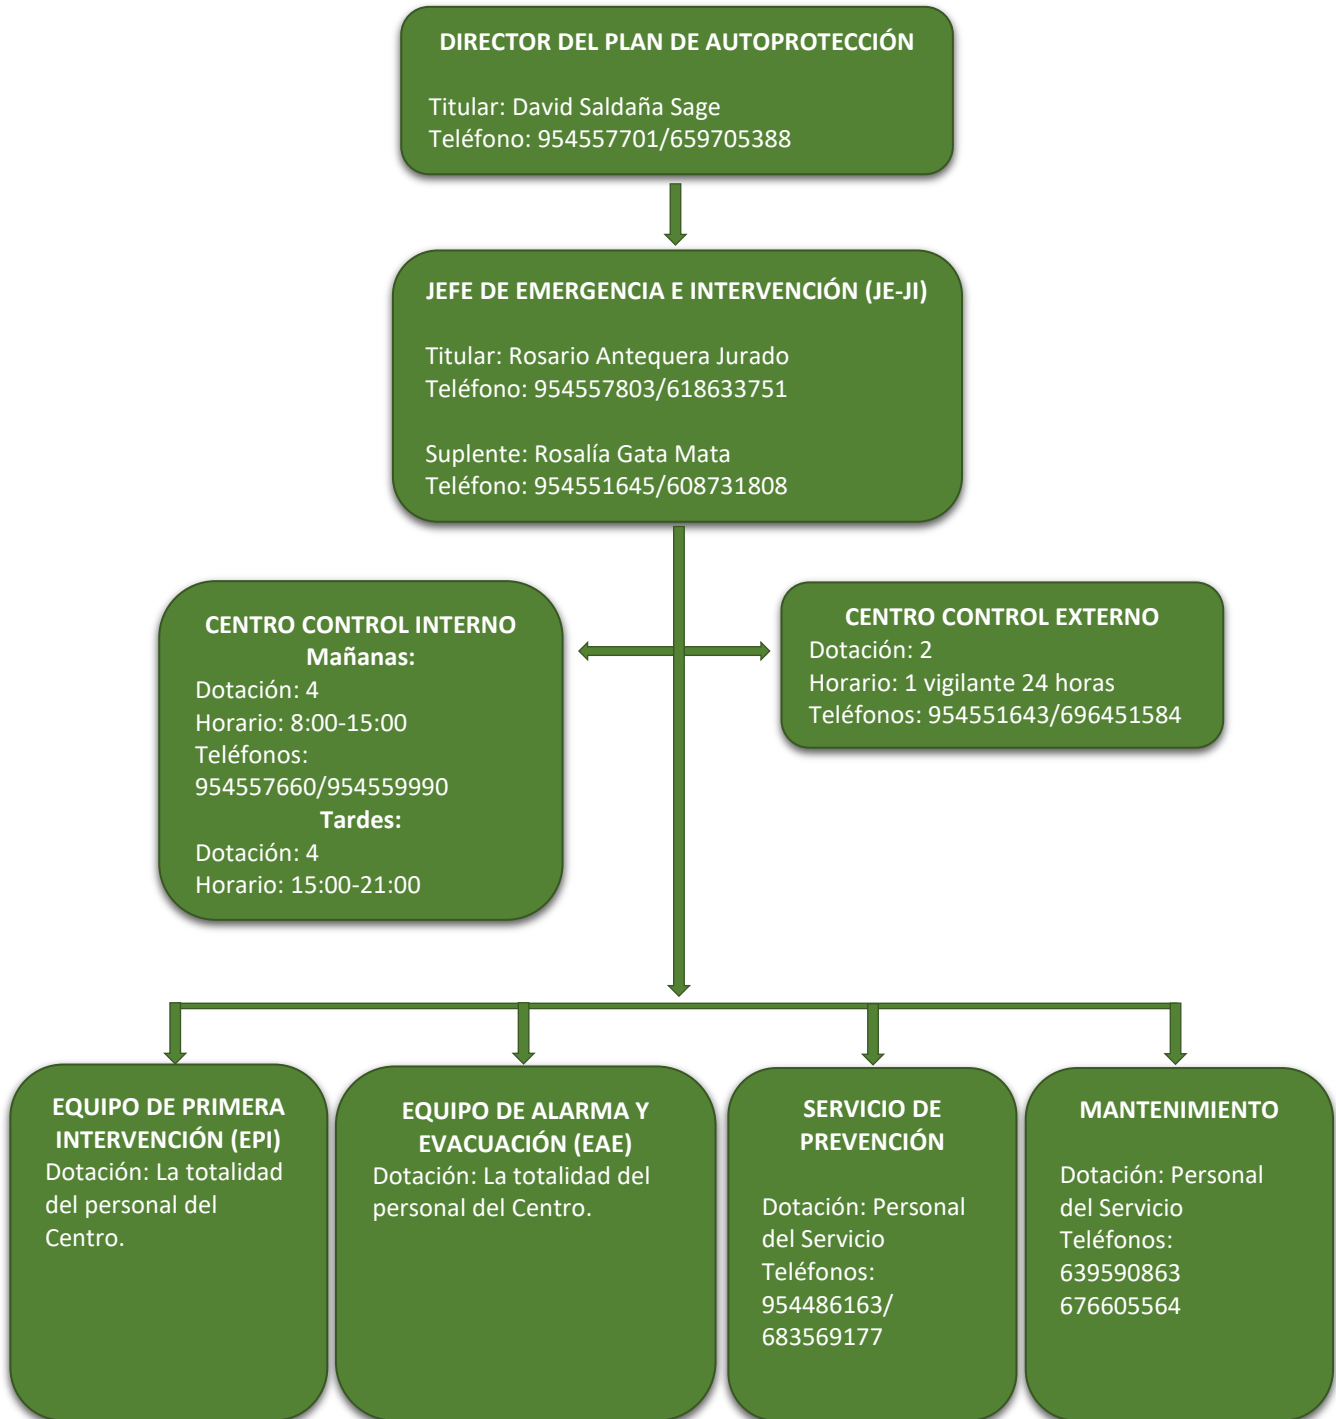 DIRECTOR DEL PLAN DE AUTOPROTECCIÓN
Titular: David Saldaña Sage
Teléfono: 954557701/659705388
JEFE DE EMERGENCIA E INTERVENCIÓN (JE-JI)
Titular: Rosario Antequera Jurado
Teléfono: 954557803/618633751
Suplente: Rosalía Gata Mata
Teléfono: 954551645/608731808
CENTRO CONTROL INTERNO
Mañanas:
Dotación: 4
Horario: 8:00-15:00
Teléfonos:
954557660/954559990
Tardes:
Dotación: 4
Horario: 15:00-21:00
CENTRO CONTROL EXTERNO
Dotación: 2
Horario: 1 vigilante 24 horas
Teléfonos: 954551643/696451584
EQUIPO DE PRIMERA
INTERVENCIÓN (EPI)
Dotación: La totalidad
del personal del
Centro.
EQUIPO DE ALARMA Y
EVACUACIÓN (EAE)
Dotación: La totalidad del
personal del Centro.
SERVICIO DE
PREVENCIÓN
Dotación: Personal
del Servicio
Teléfonos:
954486163/
683569177
MANTENIMIENTO
Dotación: Personal
del Servicio
Teléfonos:
639590863
676605564